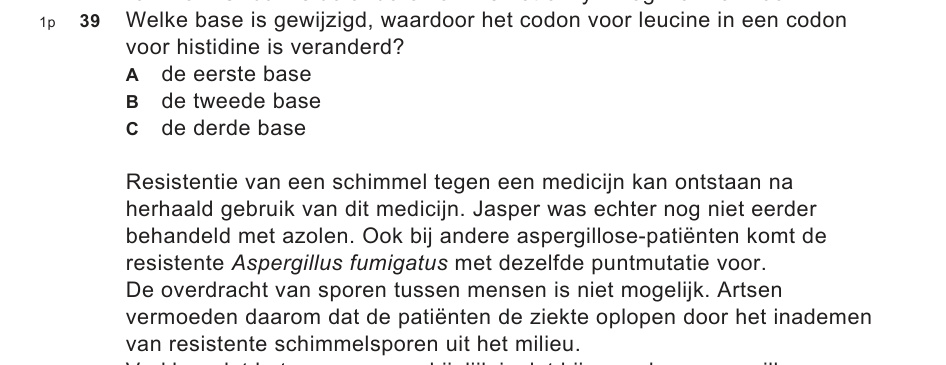 1p 39 Welke base is gewijzigd, waardoor het codon voor leucine in een codon
voor histidine is veranderd?
A de eerste base
B de tweede base
C de derde base
Resistentie van een schimmel tegen een medicijn kan ontstaan na
herhaald gebruik van dit medicijn. Jasper was echter nog niet eerder
behandeld met azolen. Ook bij andere aspergillose-patiënten komt de
resistente Aspergillus fumigatus met dezelfde puntmutatie voor.
De overdracht van sporen tussen mensen is niet mogelijk. Artsen
vermoeden daarom dat de patiënten de ziekte oplopen door het inademen
van resistente schimmelsporen uit het milieu.